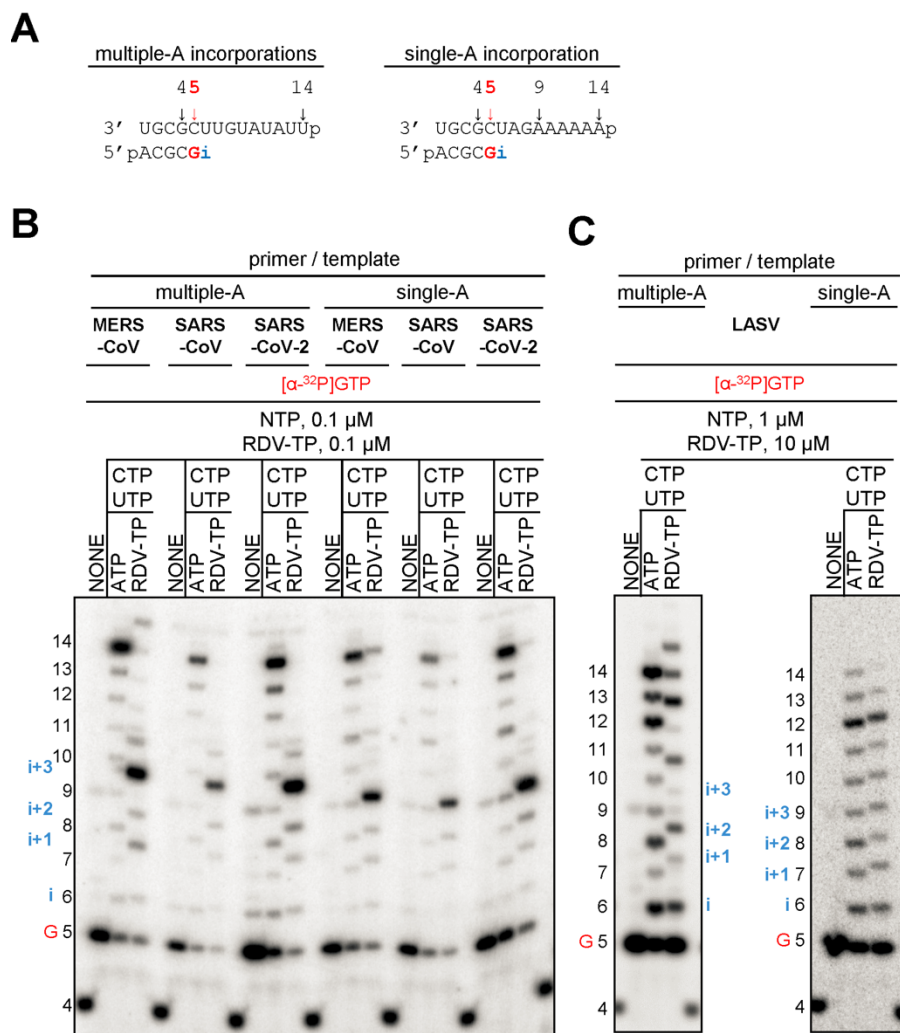 A
multiple-A incorporations
4 5 14
↓ ↓ ↓
3′ UGCGCUUGUAUAUUp
5′pACGCGi
single-A incorporation
4 5 9 14
↓ ↓ ↓ ↓
3′ UGCGCUAGAAAAAAp
5′pACGCGi
B
primer / template
multiple-A single-A
MERS SARS SARS MERS SARS SARS
-CoV -CoV -CoV-2 -CoV -CoV -CoV-2
[α-³²P]GTP
NTP, 0.1 µM
RDV-TP, 0.1 µM
CTP CTP CTP CTP CTP CTP
UTP UTP UTP UTP UTP UTP
NONE ATP RDV-TP NONE ATP RDV-TP NONE ATP RDV-TP NONE ATP RDV-TP NONE ATP RDV-TP NONE ATP RDV-TP
14
13
12
11
10
i+3
9
i+2
8
i+1
7
i 6
G 5
4
C
primer / template
multiple-A single-A
LASV
[α-³²P]GTP
NTP, 1 µM
RDV-TP, 10 µM
CTP CTP
UTP UTP
NONE ATP RDV-TP NONE ATP RDV-TP
14
13
12
11
10
i+3
9
i+2
8
i+1
7
6 i
G 5
4
14
13
12
11
10
i+3 9
i+2 8
i+1 7
i 6
G 5
4